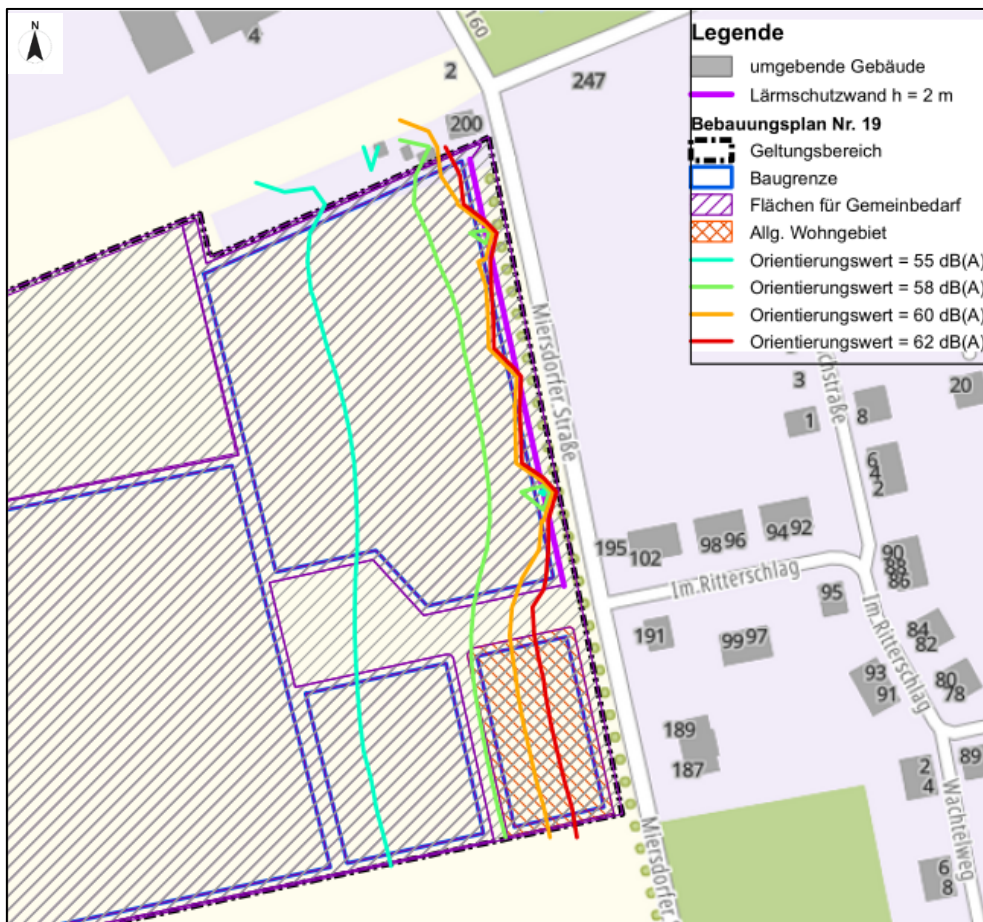 N
4
160
2
247
200
Legende
umgebende Gebäude
Lärmschutzwand h = 2 m
Bebauungsplan Nr. 19
Geltungsbereich
Baugrenze
Flächen für Gemeinbedarf
Allg. Wohngebiet
Orientierungswert = 55 dB(A)
Orientierungswert = 58 dB(A)
Orientierungswert = 60 dB(A)
Orientierungswert = 62 dB(A)
Miersdorfer Straße
3
1
8
20
6
4
2
195
102
98
96
94
92
Im Ritterschlag
90
88
86
95
191
99
97
84
82
Im Ritterschlag
93
91
80
78
189
187
2
4
89
Wachtelweg
Miersdorfer
6
8